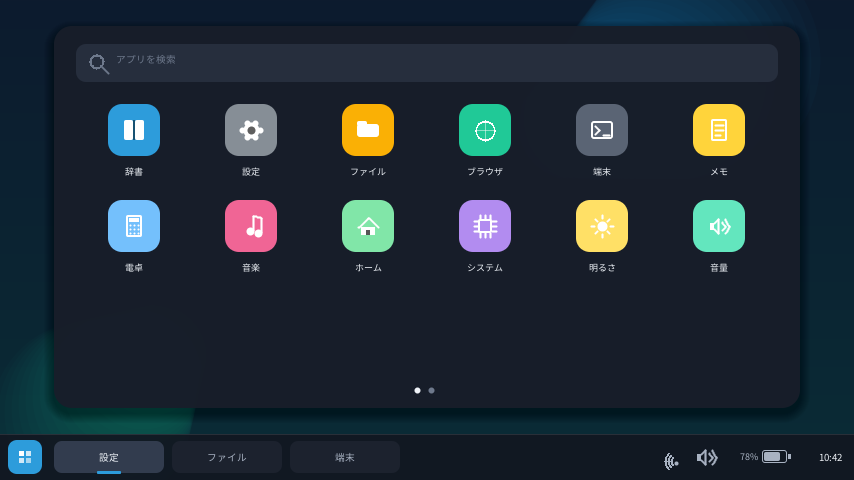 アプリを検索
辞書
設定
ファイル
ブラウザ
端末
メモ
電卓
音楽
ホーム
システム
明るさ
音量
設定
ファイル
端末
78%
10:42